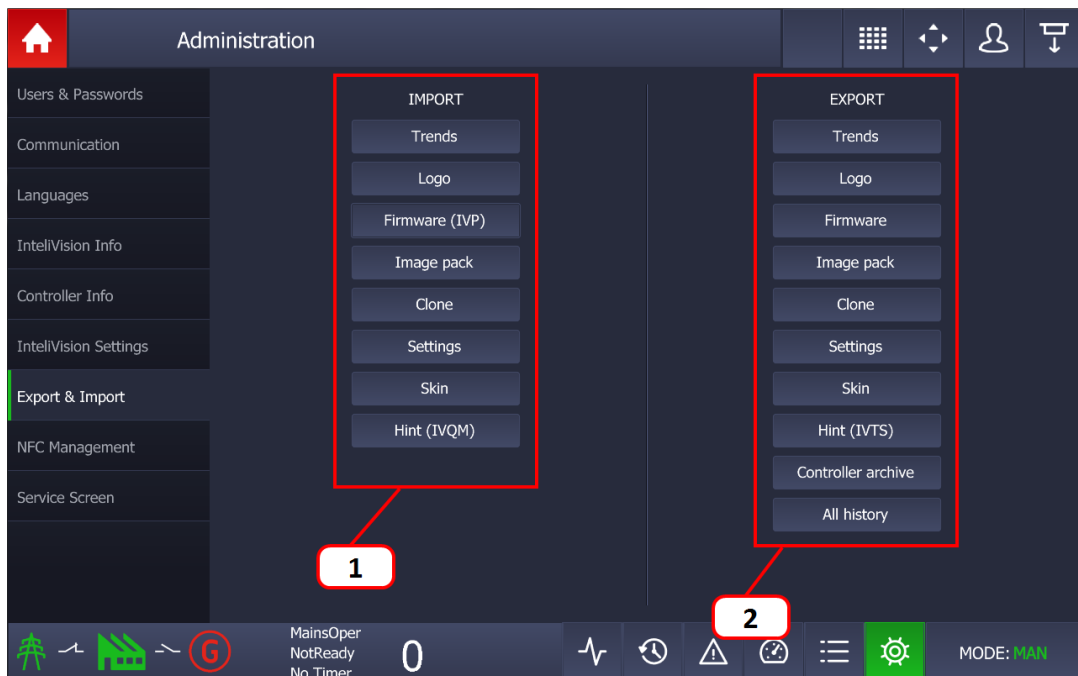 Administration
Users & Passwords
Communication
Languages
InteliVision Info
Controller Info
InteliVision Settings
Export & Import
NFC Management
Service Screen
IMPORT
Trends
Logo
Firmware (IVP)
Image pack
Clone
Settings
Skin
Hint (IVQM)
1
EXPORT
Trends
Logo
Firmware
Image pack
Clone
Settings
Skin
Hint (IVTS)
Controller archive
All history
2
G
MainsOper
NotReady
No Timer
0
MODE: MAN